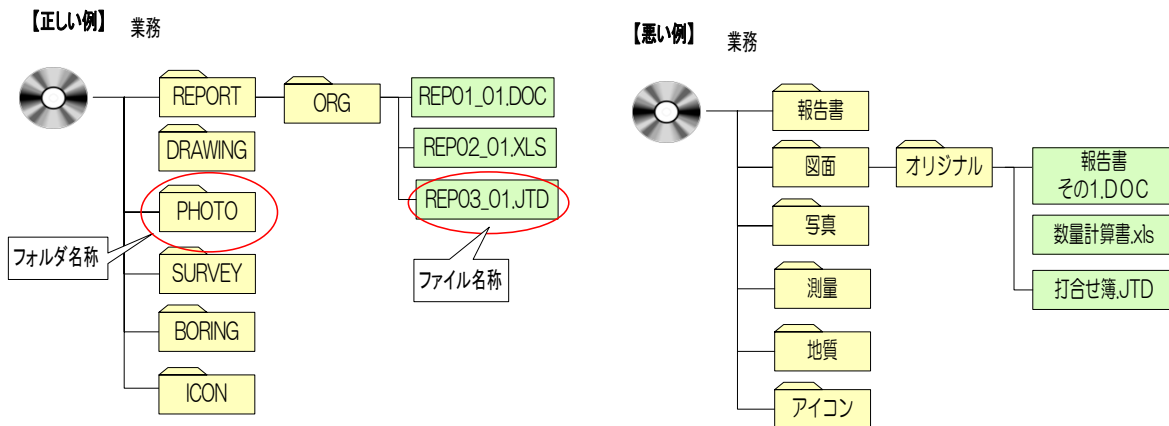 【正しい例】 業務
REPORT
ORG
REP01_01.DOC
DRAWING
REP02_01.XLS
PHOTO
REP03_01.JTD
フォルダ名称
SURVEY
ファイル名称
BORING
ICON
【悪い例】 業務
報告書
図面
オリジナル
報告書
その1.DOC
写真
数量計算書.xls
測量
打合せ簿.JTD
地質
アイコン